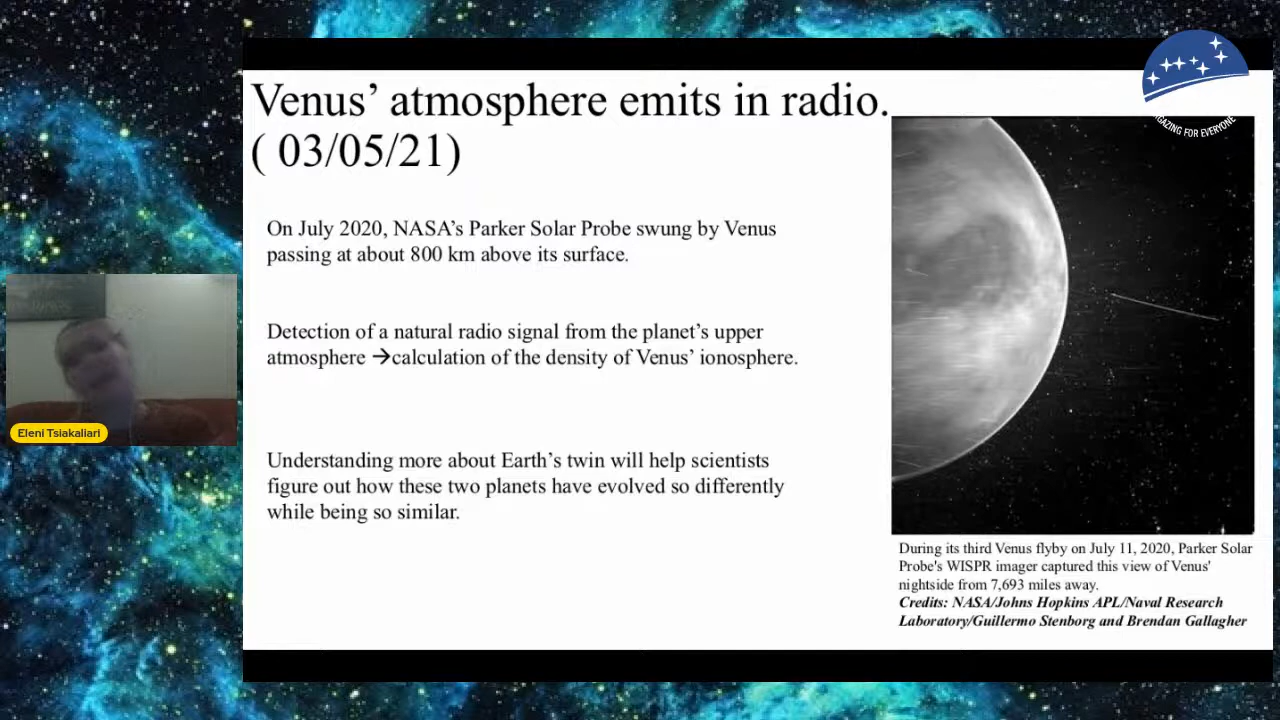 Venus’ atmosphere emits in radio.
( 03/05/21)
On July 2020, NASA’s Parker Solar Probe swung by Venus
passing at about 800 km above its surface.
Detection of a natural radio signal from the planet’s upper
atmosphere →calculation of the density of Venus’ ionosphere.
Understanding more about Earth’s twin will help scientists
figure out how these two planets have evolved so differently
while being so similar.
GAZING FOR EVERYONE
During its third Venus flyby on July 11, 2020, Parker Solar
Probe's WISPR imager captured this view of Venus'
nightside from 7,693 miles away.
Credits: NASA/Johns Hopkins APL/Naval Research
Laboratory/Guillermo Stenborg and Brendan Gallagher
Eleni Tsiakaliari